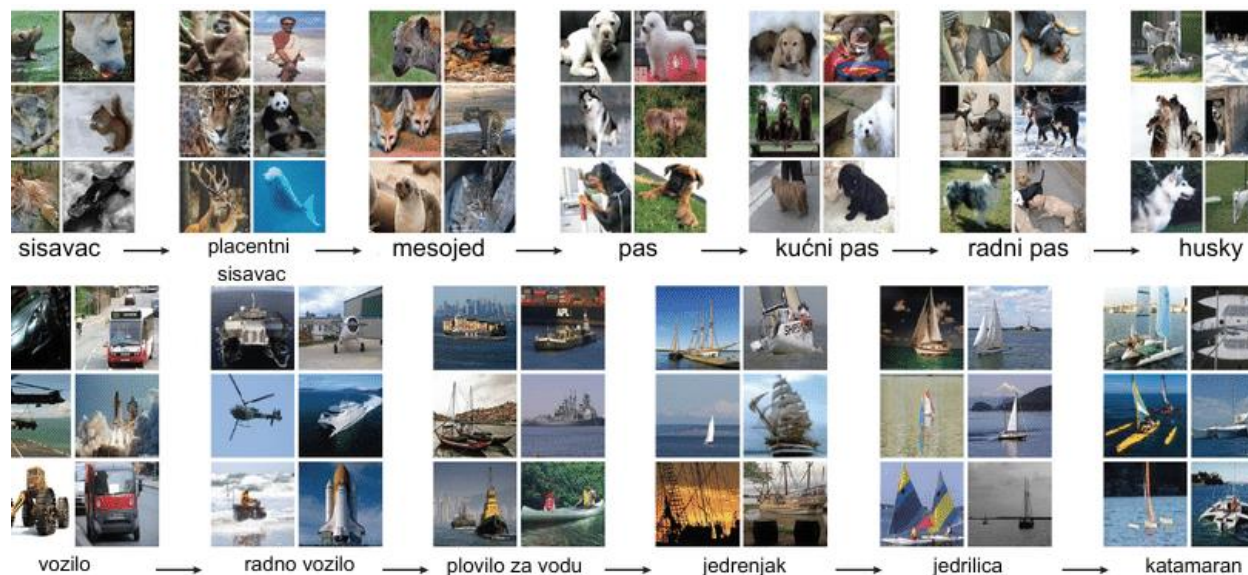 sisavac
placentni
sisavac
mesojed
pas
kućni pas
radni pas
husky
APL
vozilo
radno vozilo
plovilo za vodu
jedrenjak
jedrilica
katamaran